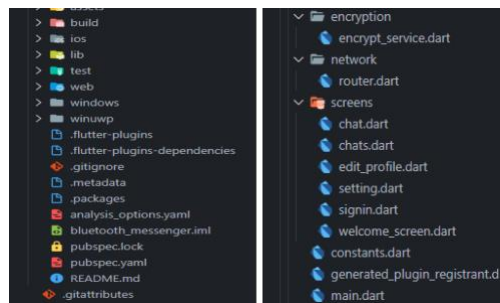 assets
build
ios
lib
test
web
windows
winuwp
.flutter-plugins
.flutter-plugins-dependencies
.gitignore
.metadata
.packages
analysis_options.yaml
bluetooth_messenger.iml
pubspec.lock
pubspec.yaml
README.md
.gitattributes
encryption
encrypt_service.dart
network
router.dart
screens
chat.dart
chats.dart
edit_profile.dart
setting.dart
signin.dart
welcome_screen.dart
constants.dart
generated_plugin_registrant.d
main.dart